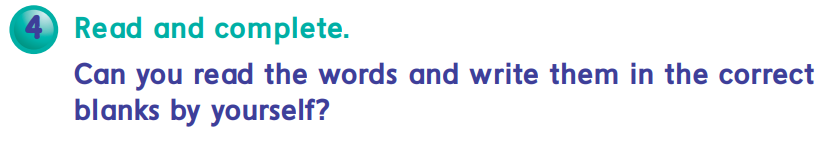 4 Read and complete.
Can you read the words and write them in the correct
blanks by yourself?